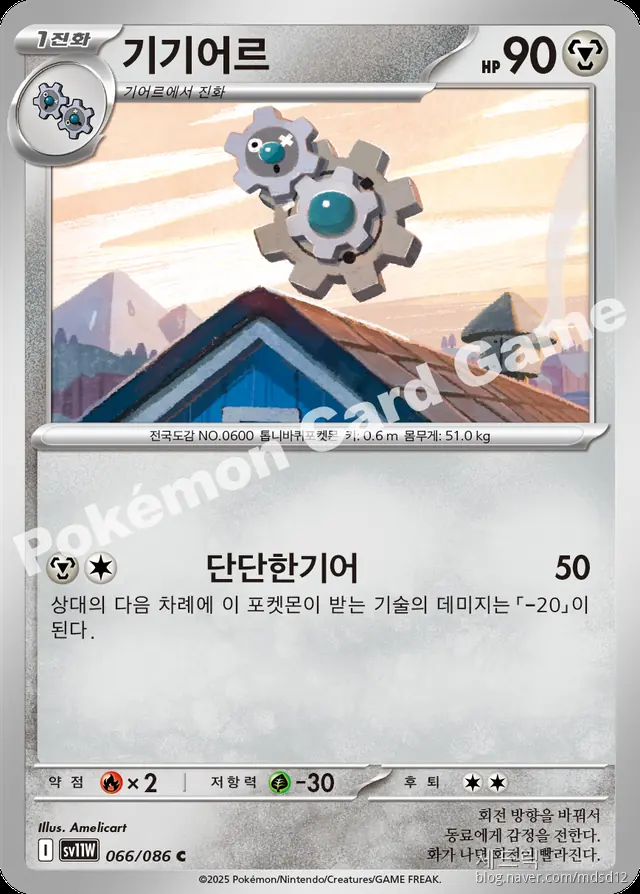 1진화
기기어르
HP 90
기어르에서 진화
전국도감 NO.0600 톱니바퀴포켓몬 키: 0.6 m 몸무게: 51.0 kg
Pokémon Card Game
단단한기어 50
상대의 다음 차례에 이 포켓몬이 받는 기술의 데미지는 「-20」이
된다.
약점 ×2 저항력 -30 후퇴
Illus. Amelicart
I sv11W 066/086 C
회전 방향을 바꿔서
동료에게 감정을 전한다.
화가 나면 회전이 빨라진다.
©2025 Pokémon/Nintendo/Creatures/GAME FREAK.
blog.naver.com/mdsd12